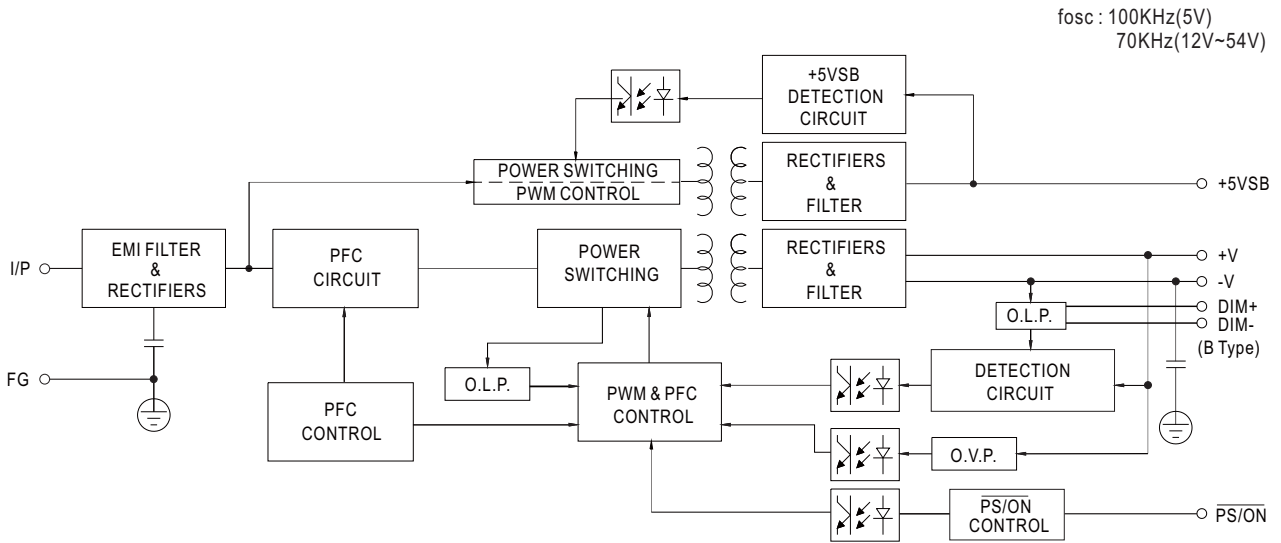 fosc : 100KHz(5V)
70KHz(12V~54V)
+5VSB
DETECTION
CIRCUIT
POWER SWITCHING
PWM CONTROL
RECTIFIERS
&
FILTER
+5VSB
I/P
EMI FILTER
&
RECTIFIERS
PFC
CIRCUIT
POWER
SWITCHING
RECTIFIERS
&
FILTER
+V
-V
O.L.P.
DIM+
DIM-
(B Type)
FG
PFC
CONTROL
O.L.P.
PWM & PFC
CONTROL
DETECTION
CIRCUIT
O.V.P.
PS/ON
CONTROL
PS/ON